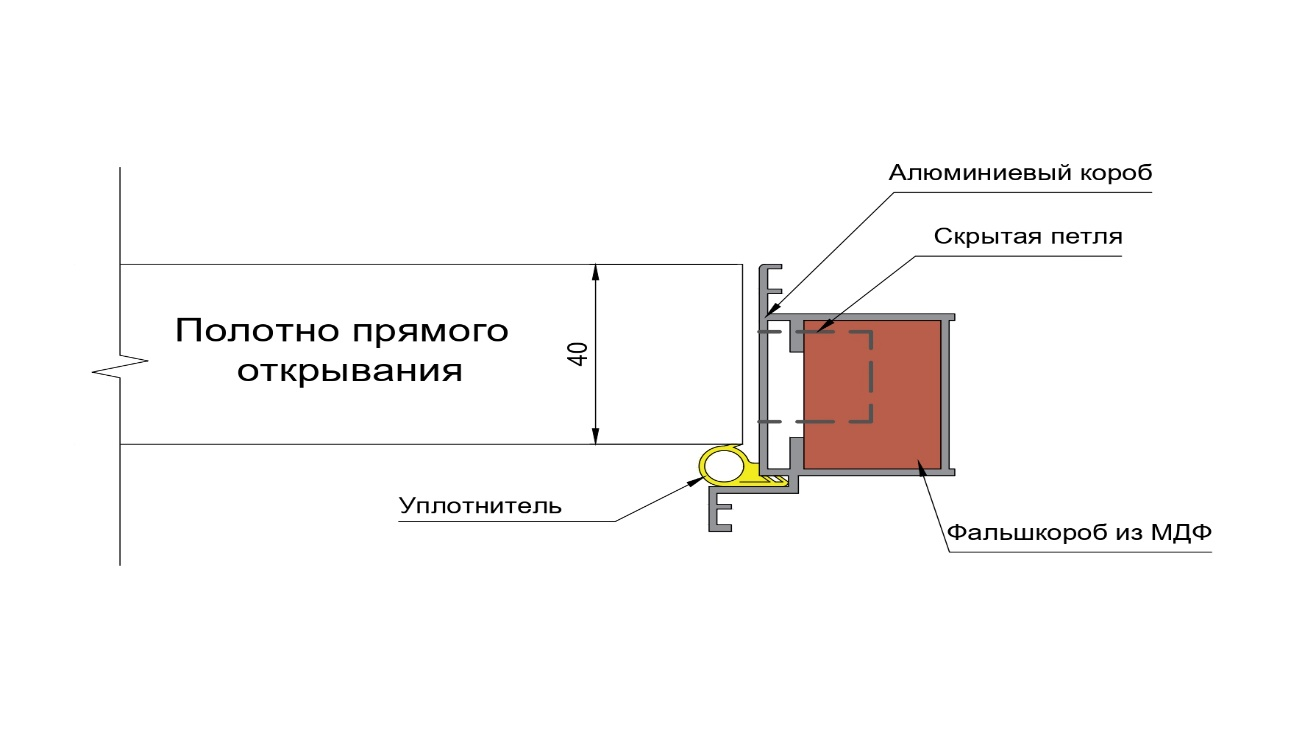 Алюминиевый короб
Скрытая петля
Полотно прямого
открывания
40
Уплотнитель
Фальшкороб из МДФ